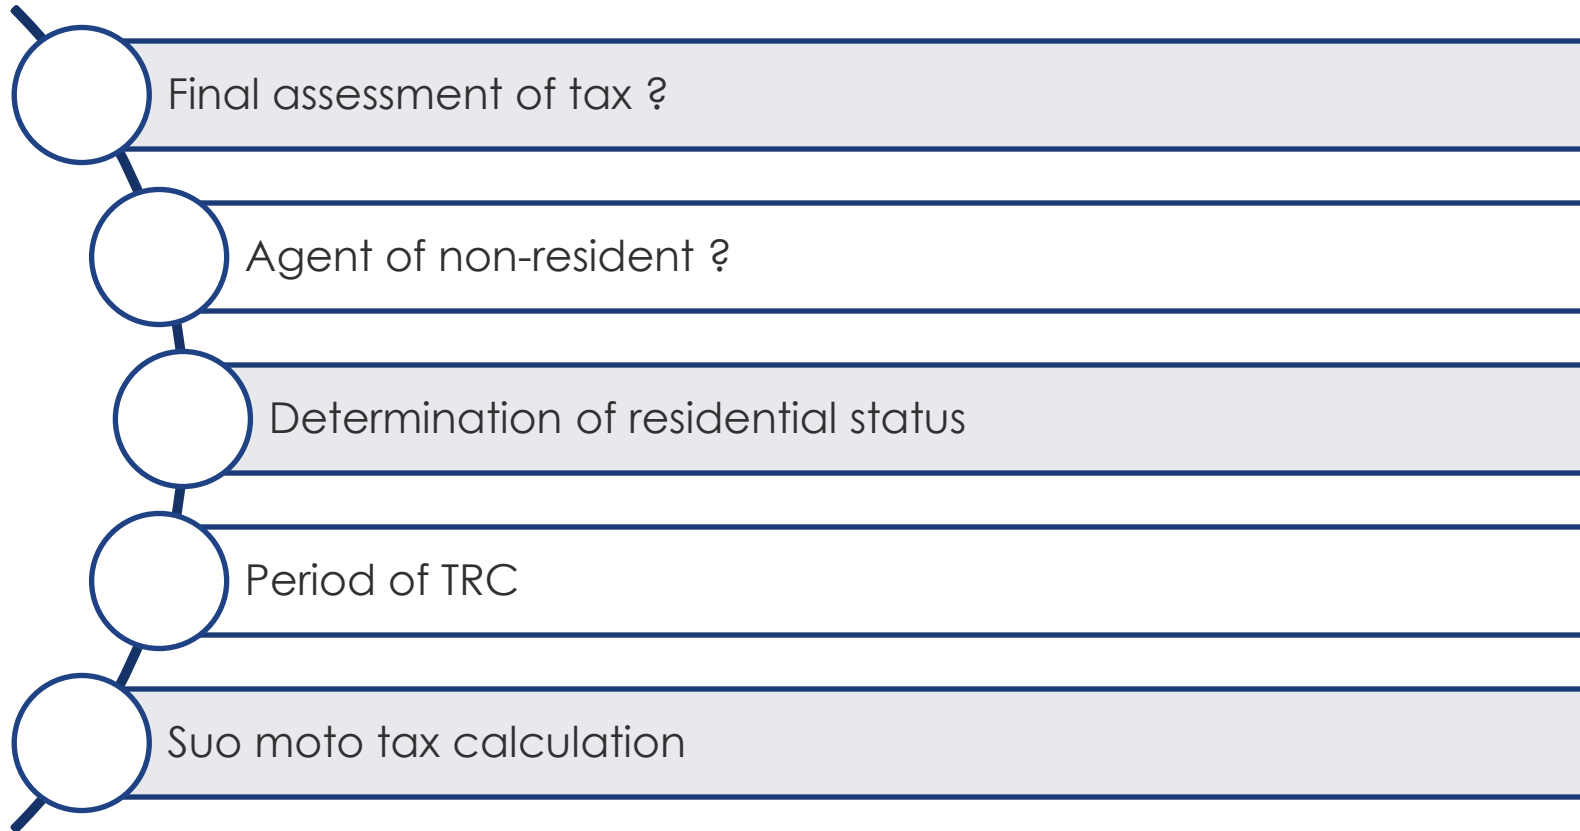 Final assessment of tax ?
Agent of non-resident ?
Determination of residential status
Period of TRC
Suo moto tax calculation